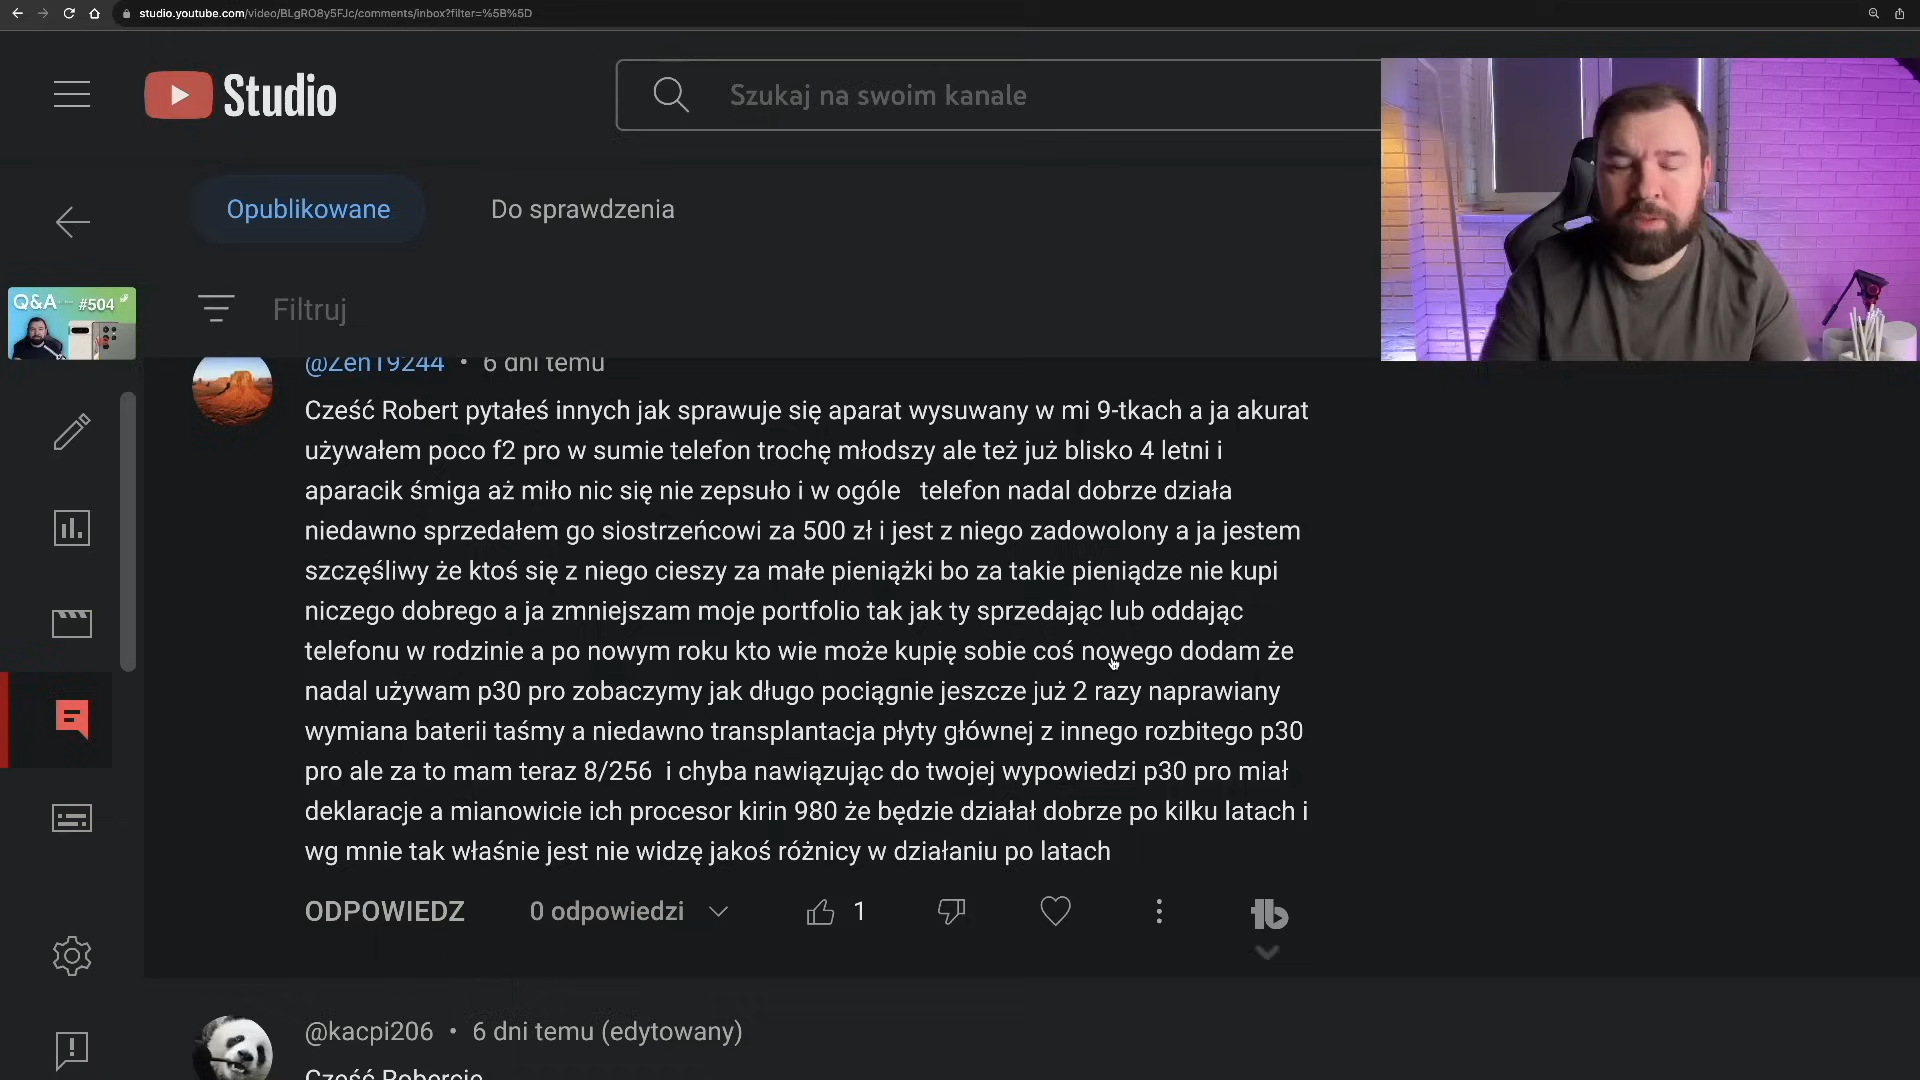 studio.youtube.com/video/BLgRO8y5FJc/comments/inbox?filter=%5B%5D
Studio
Szukaj na swoim kanale
Opublikowane
Do sprawdzenia
Q&A #504
Filtruj
@Zen19244 • 6 dni temu
Cześć Robert pytałeś innych jak sprawuje się aparat wysuwany w mi 9-tkach a ja akurat
używałem poco f2 pro w sumie telefon trochę młodszy ale też już blisko 4 letni i
aparacik śmiga aż miło nic się nie zepsuło i w ogóle   telefon nadal dobrze działa
niedawno sprzedałem go siostrzeńcowi za 500 zł i jest z niego zadowolony a ja jestem
szczęśliwy że ktoś się z niego cieszy za małe pieniążki bo za takie pieniądze nie kupi
niczego dobrego a ja zmniejszam moje portfolio tak jak ty sprzedając lub oddając
telefonu w rodzinie a po nowym roku kto wie może kupię sobie coś nowego dodam że
nadal używam p30 pro zobaczymy jak długo pociągnie jeszcze już 2 razy naprawiany
wymiana baterii taśmy a niedawno transplantacja płyty głównej z innego rozbitego p30
pro ale za to mam teraz 8/256  i chyba nawiązując do twojej wypowiedzi p30 pro miał
deklaracje a mianowicie ich procesor kirin 980 że będzie działał dobrze po kilku latach i
wg mnie tak właśnie jest nie widzę jakoś różnicy w działaniu po latach
ODPOWIEDZ
0 odpowiedzi
1
@kacpi206 • 6 dni temu (edytowany)
Cześć Robercie